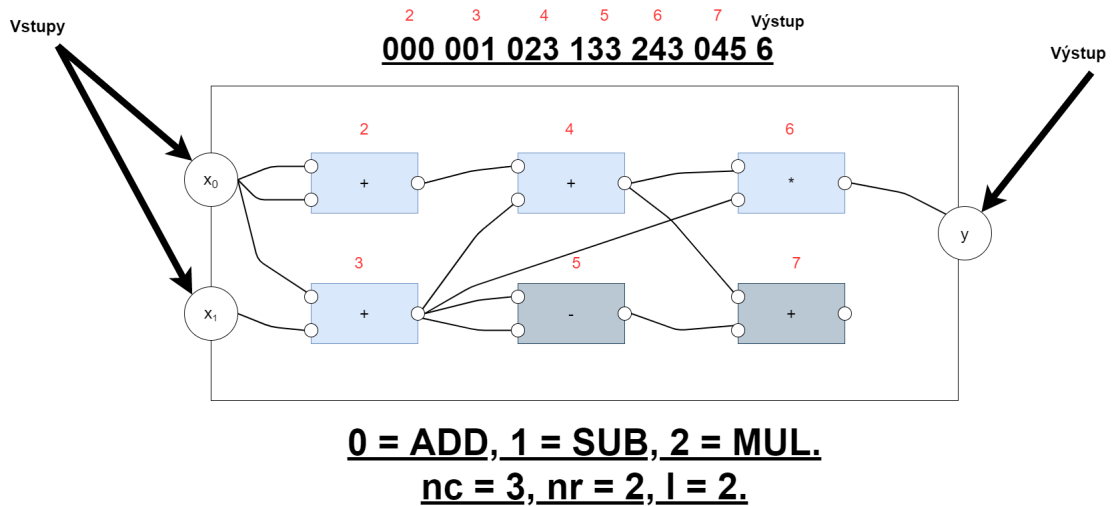 2 3 4 5 6 7
Výstup
Vstupy
000 001 023 133 243 045 6
Výstup
2 4 6
x0 + + *
y
3 5 7
x1 + - +
0 = ADD, 1 = SUB, 2 = MUL.
nc = 3, nr = 2, l = 2.